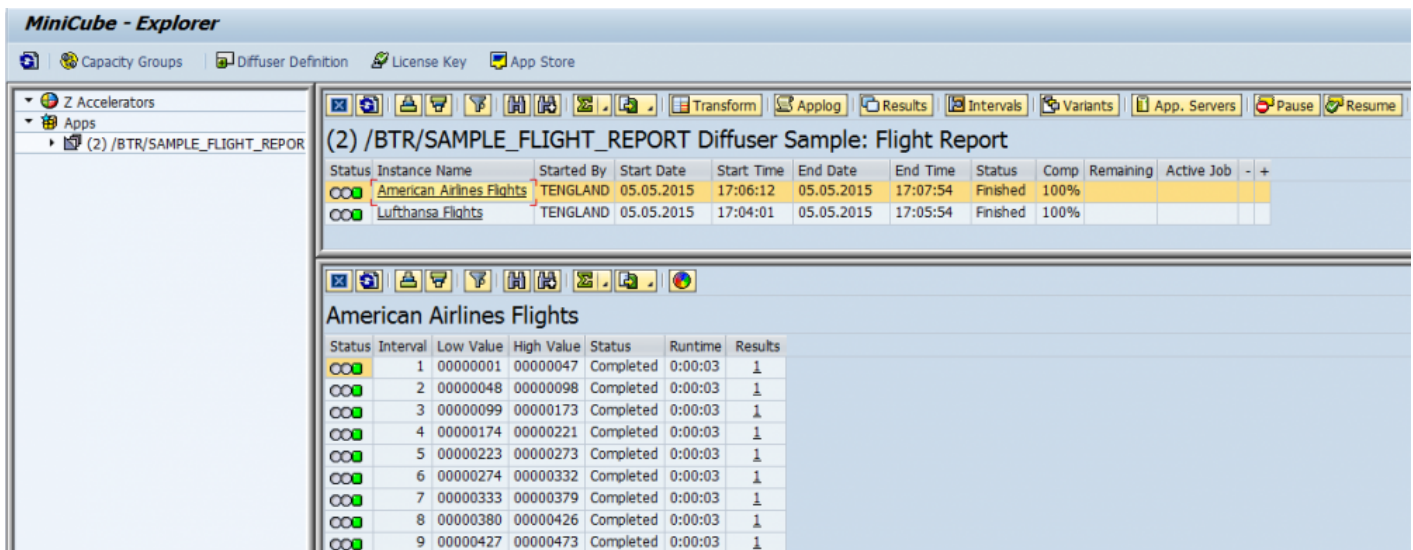 MiniCube - Explorer
Capacity Groups Diffuser Definition License Key App Store
Z Accelerators
Apps
(2) /BTR/SAMPLE_FLIGHT_REPOR
Transform Applog Results Intervals Variants App. Servers Pause Resume
(2) /BTR/SAMPLE_FLIGHT_REPORT Diffuser Sample: Flight Report
Status Instance Name Started By Start Date Start Time End Date End Time Status Comp Remaining Active Job - +
American Airlines Flights TENGLAND 05.05.2015 17:06:12 05.05.2015 17:07:54 Finished 100%
Lufthansa Flights TENGLAND 05.05.2015 17:04:01 05.05.2015 17:05:54 Finished 100%
American Airlines Flights
Status Interval Low Value High Value Status Runtime Results
1 00000001 00000047 Completed 0:00:03 1
2 00000048 00000098 Completed 0:00:03 1
3 00000099 00000173 Completed 0:00:03 1
4 00000174 00000221 Completed 0:00:03 1
5 00000223 00000273 Completed 0:00:03 1
6 00000274 00000332 Completed 0:00:03 1
7 00000333 00000379 Completed 0:00:03 1
8 00000380 00000426 Completed 0:00:03 1
9 00000427 00000473 Completed 0:00:03 1